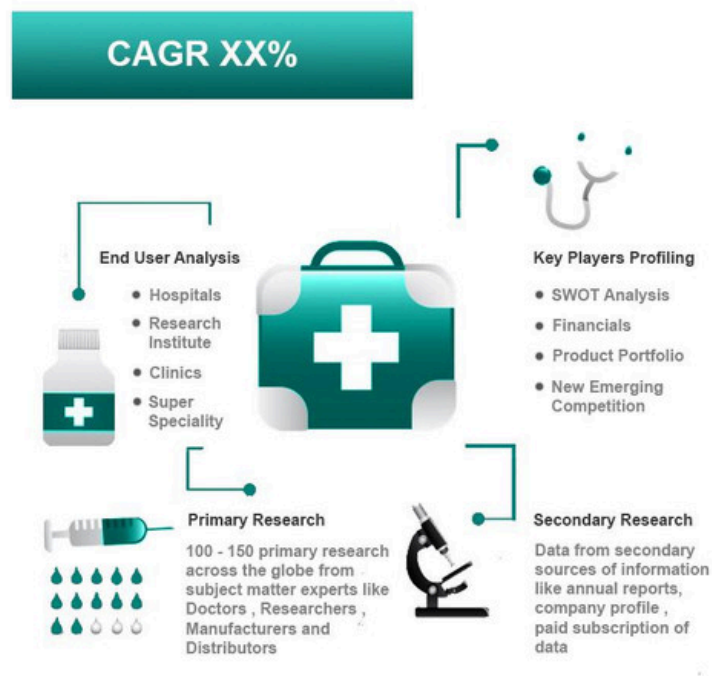 CAGR XX%
End User Analysis
Hospitals
Research
Institute
Clinics
Super
Speciality
Key Players Profiling
SWOT Analysis
Financials
Product Portfolio
New Emerging
Competition
Primary Research
100 - 150 primary research
across the globe from
subject matter experts like
Doctors , Researchers ,
Manufacturers and
Distributors
Secondary Research
Data from secondary
sources of information
like annual reports,
company profile ,
paid subscription of
data